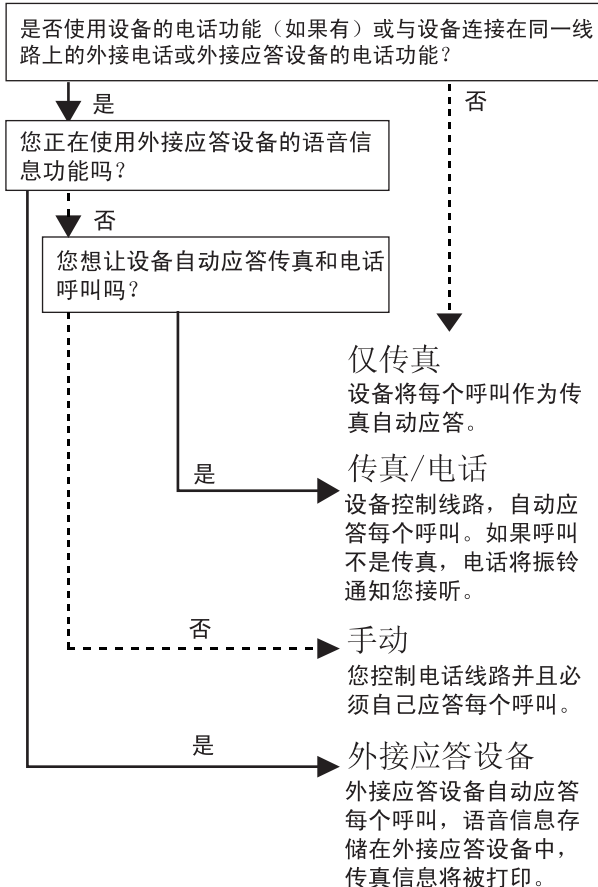 是否使用设备的电话功能（如果有）或与设备连接在同一线
路上的外接电话或外接应答设备的电话功能？
是
否
您正在使用外接应答设备的语音信
息功能吗？
否
您想让设备自动应答传真和电话
呼叫吗？
仅传真
设备将每个呼叫作为传
真自动应答。
是
传真/电话
设备控制线路，自动应
答每个呼叫。如果呼叫
不是传真，电话将振铃
通知您接听。
否
手动
您控制电话线路并且必
须自己应答每个呼叫。
是
外接应答设备
外接应答设备自动应答
每个呼叫，语音信息存
储在外接应答设备中，
传真信息将被打印。